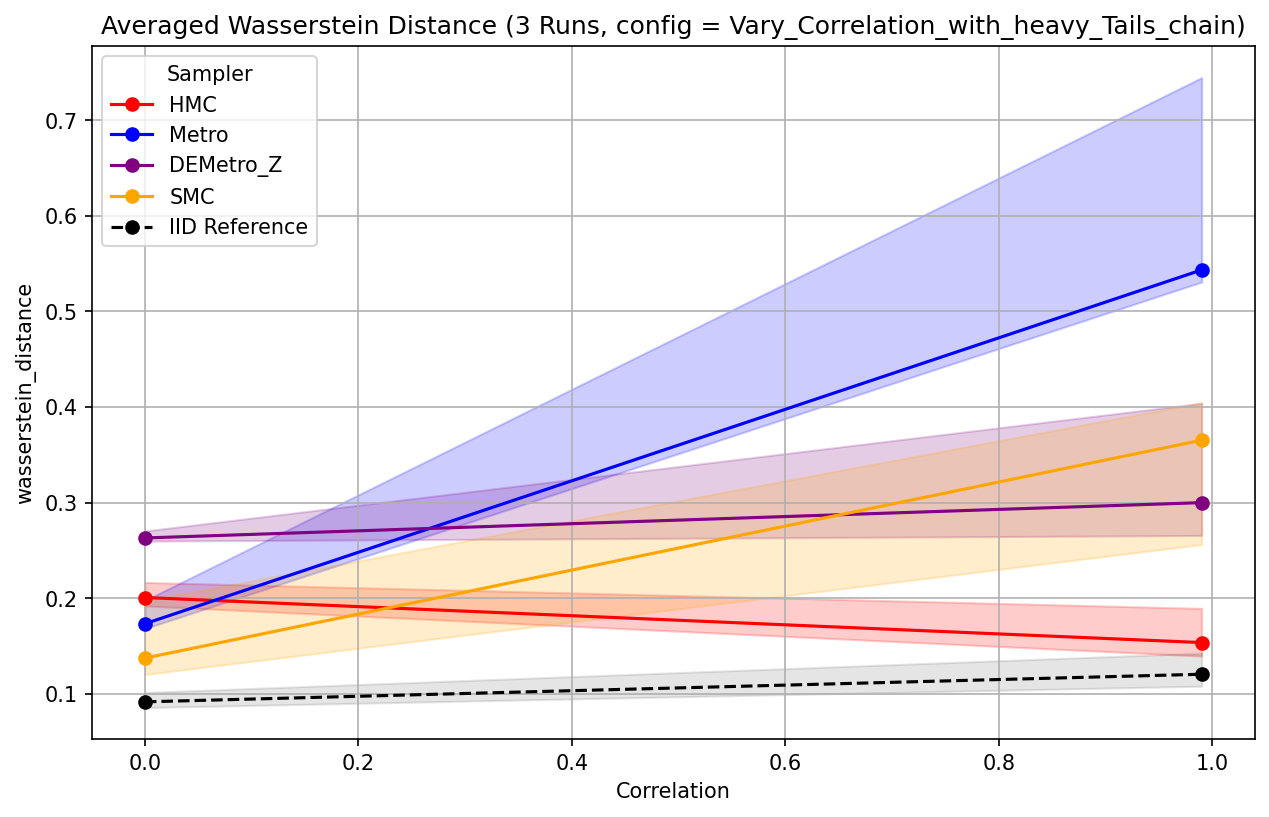 Averaged Wasserstein Distance (3 Runs, config = Vary_Correlation_with_heavy_Tails_chain)
Sampler
HMC
Metro
DEMetro_Z
SMC
IID Reference
wasserstein_distance
0.7
0.6
0.5
0.4
0.3
0.2
0.1
0.0
0.2
0.4
0.6
0.8
1.0
Correlation